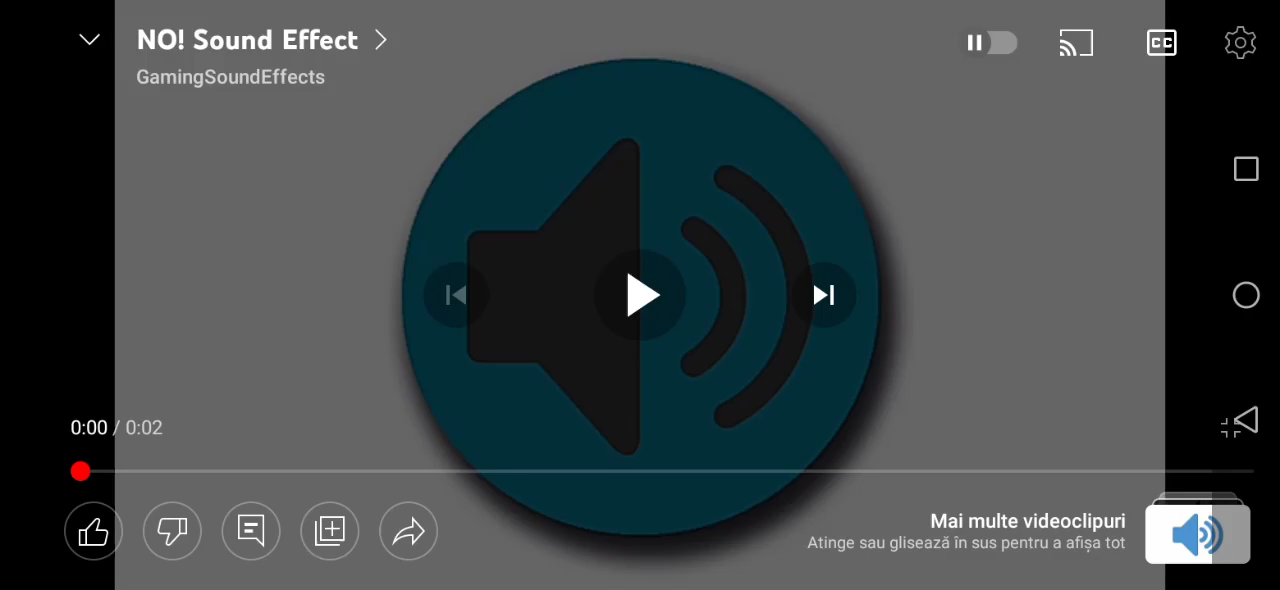 NO! Sound Effect
GamingSoundEffects
CC
0:00 / 0:02
Mai multe videoclipuri
Atinge sau glisează în sus pentru a afișa tot